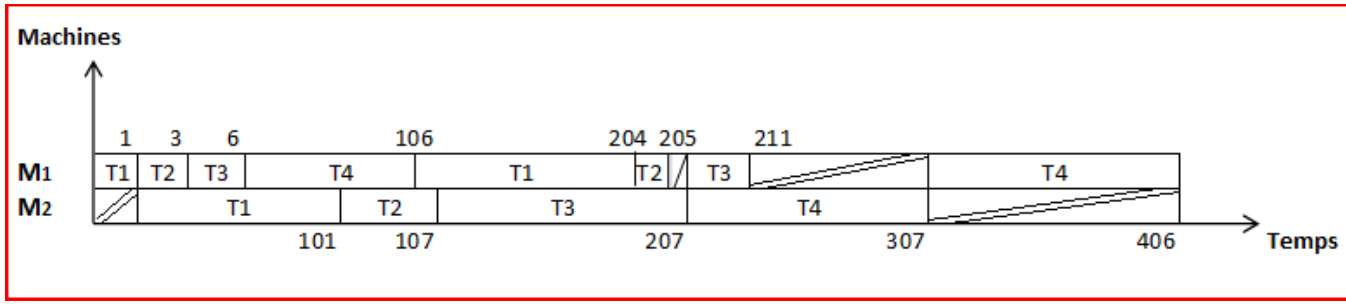 Machines
1 3 6 106 204 205 211
M1 T1 T2 T3 T4 T1 T2 T3 T4
M2 T1 T2 T3 T4
101 107 207 307 406 Temps